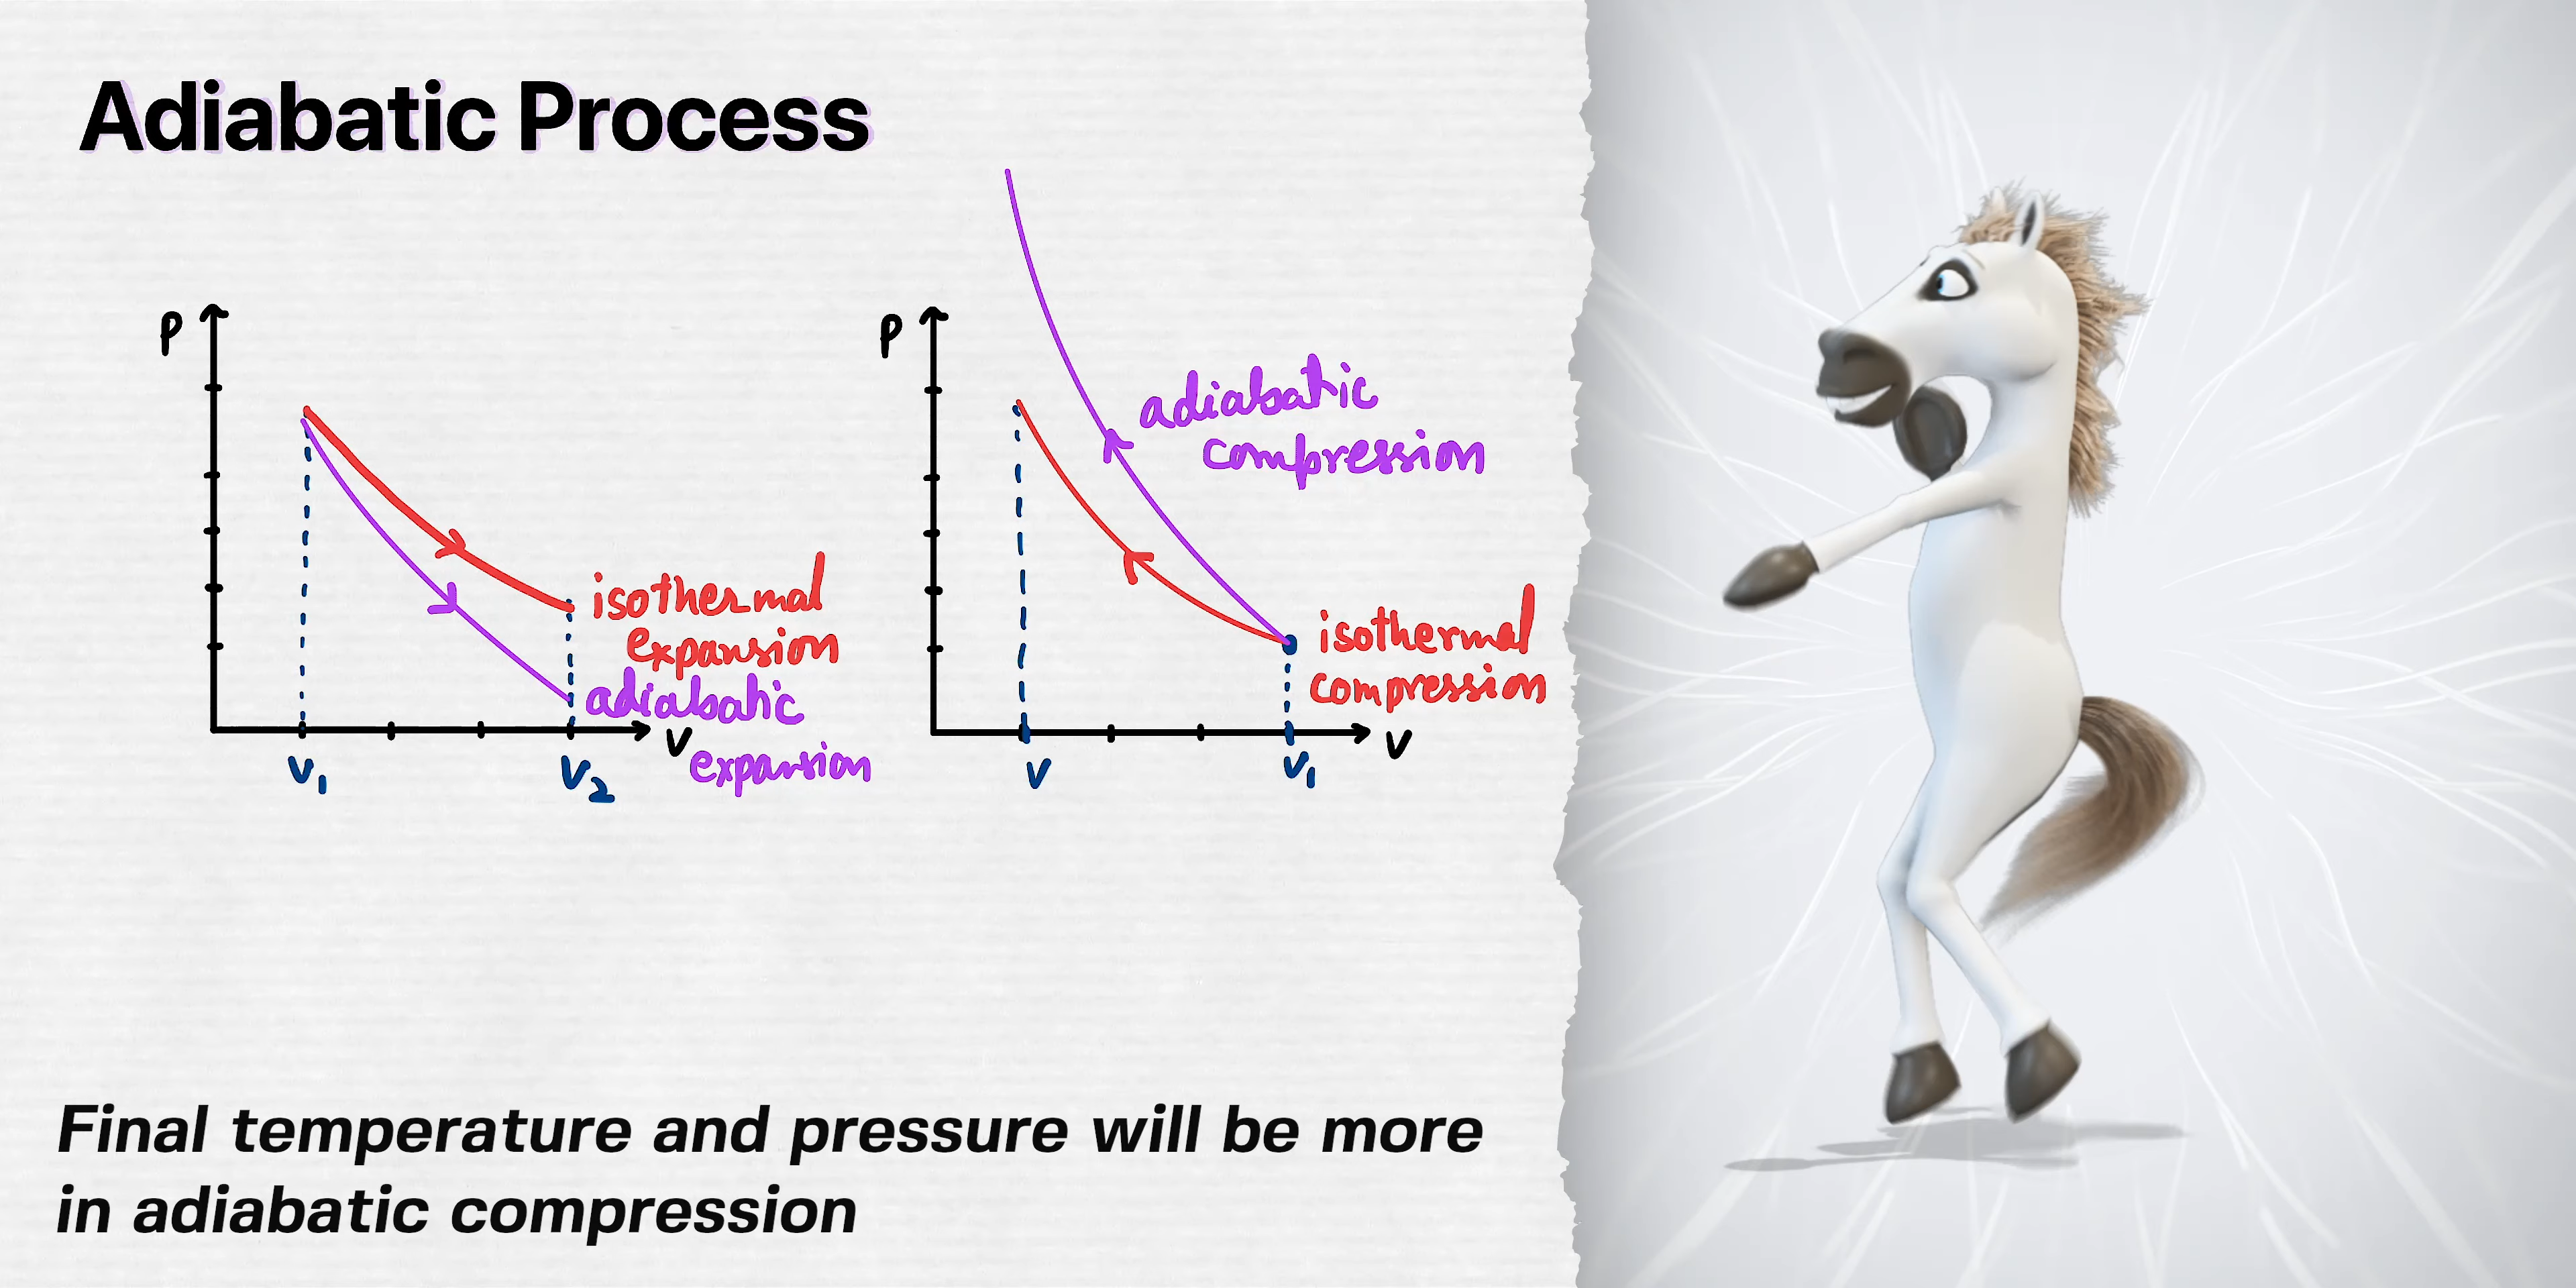 Adiabatic Process
P
isothermal
expansion
adiabatic
expansion
V
V1
V2
P
adiabatic
compression
isothermal
compression
V
V
V1
Final temperature and pressure will be more
in adiabatic compression